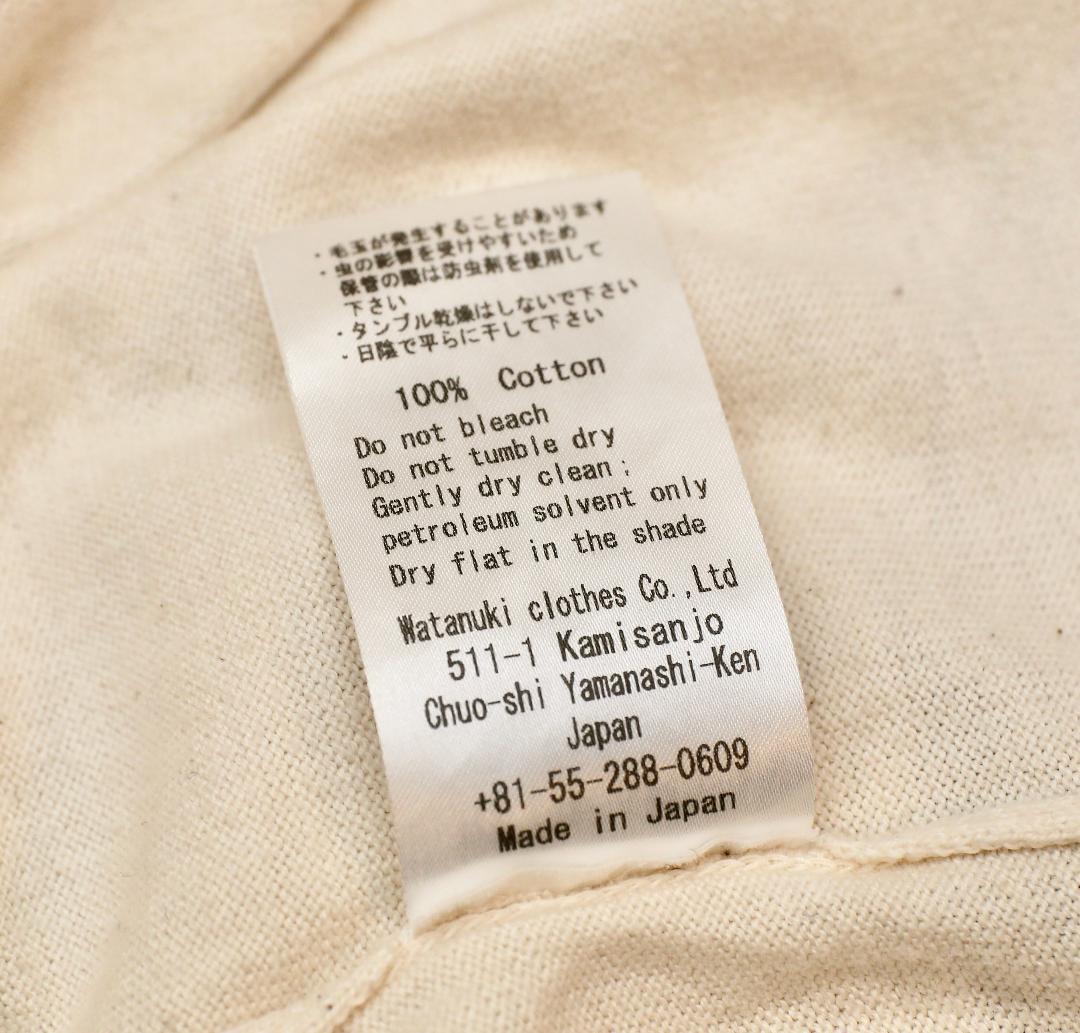 ・毛玉が発生することがあります
・虫の影響を受けやすいため
保管の際は防虫剤を使用して
下さい
・タンブル乾燥はしないで下さい
・日陰で平らに干して下さい
100% Cotton
Do not bleach
Do not tumble dry
Gently dry clean;
petroleum solvent only
Dry flat in the shade
Watanuki clothes Co.,Ltd
511-1 Kamisanjo
Chuo-shi Yamanashi-Ken
Japan
+81-55-288-0609
Made in Japan